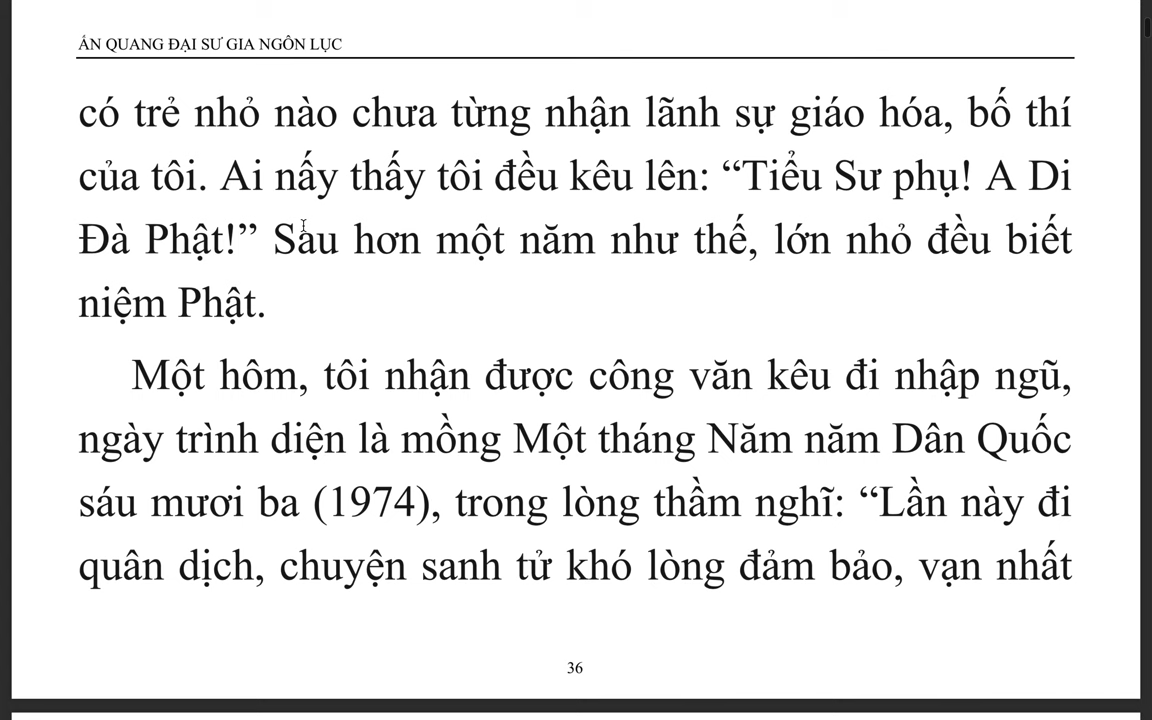 ẤN QUANG ĐẠI SƯ GIA NGÔN LỤC
có trẻ nhỏ nào chưa từng nhận lãnh sự giáo hóa, bố thí
của tôi. Ai nấy thấy tôi đều kêu lên: “Tiểu Sư phụ! A Di
Đà Phật!” Sau hơn một năm như thế, lớn nhỏ đều biết
niệm Phật.
Một hôm, tôi nhận được công văn kêu đi nhập ngũ,
ngày trình diện là mồng Một tháng Năm năm Dân Quốc
sáu mươi ba (1974), trong lòng thầm nghĩ: “Lần này đi
quân dịch, chuyện sanh tử khó lòng đảm bảo, vạn nhất
36